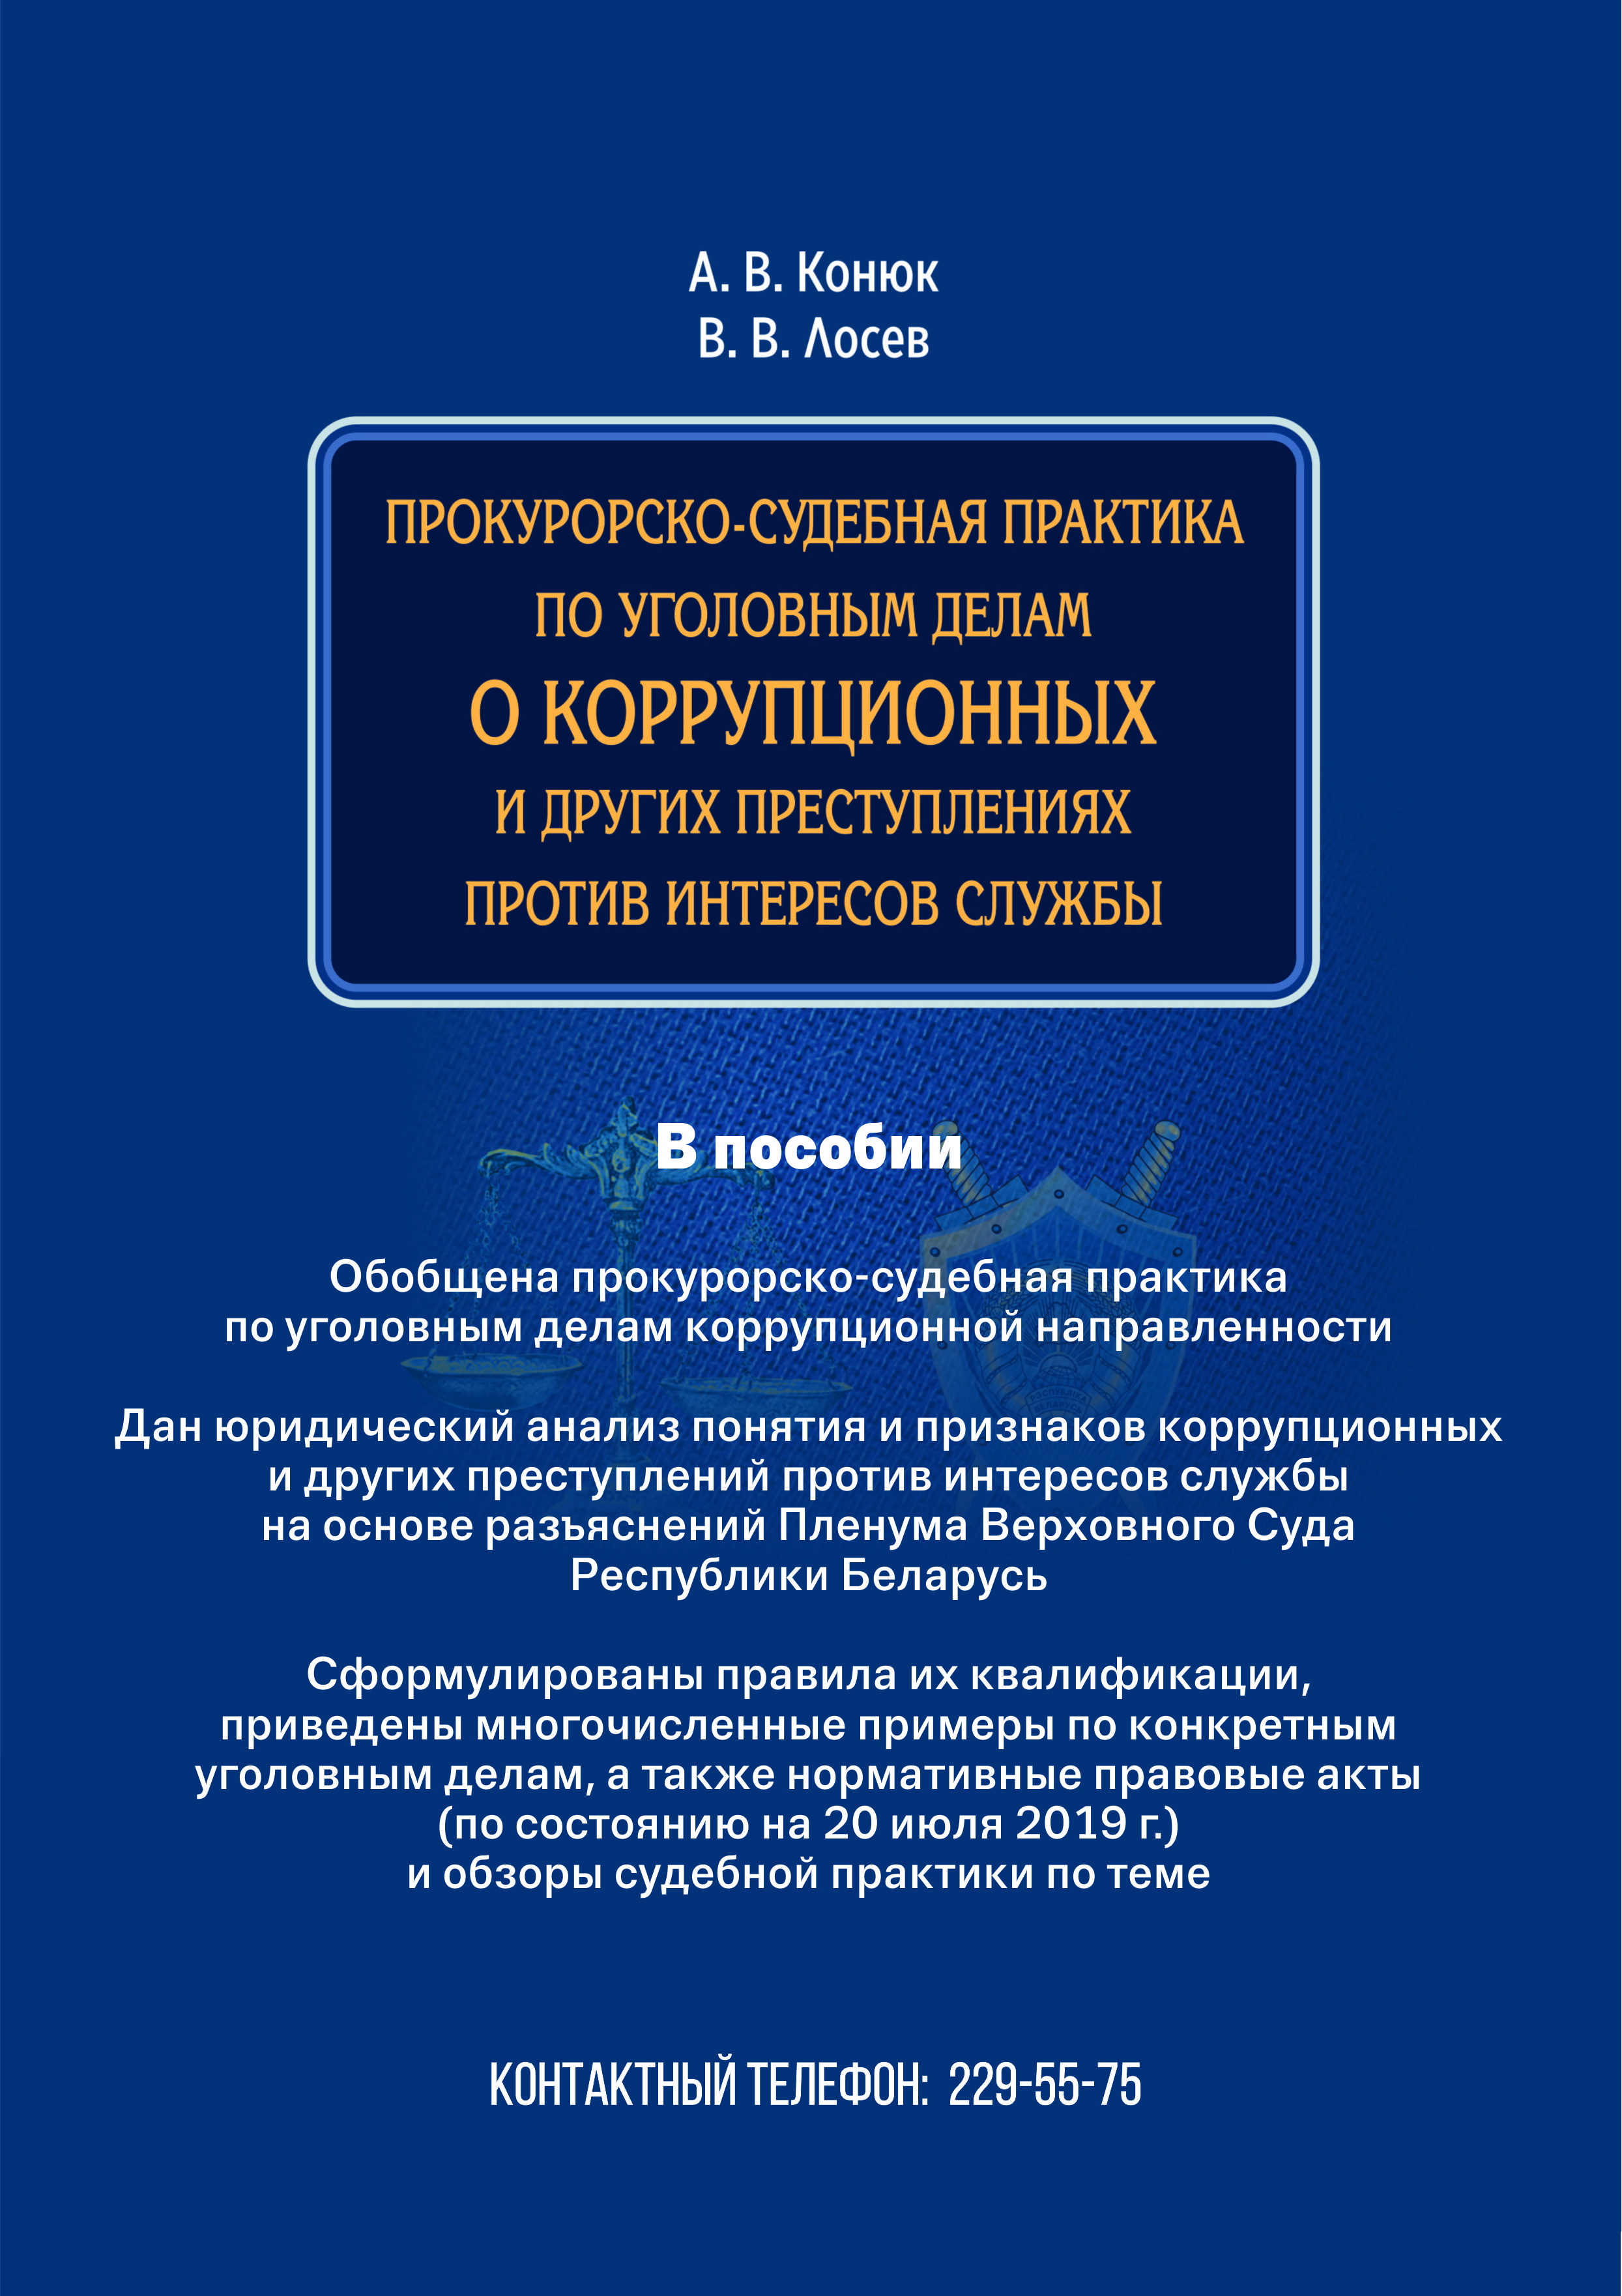 А. В. Конюк
В. В. Лосев
ПРОКУРОРСКО-СУДЕБНАЯ ПРАКТИКА
ПО УГОЛОВНЫМ ДЕЛАМ
О КОРРУПЦИОННЫХ
И ДРУГИХ ПРЕСТУПЛЕНИЯХ
ПРОТИВ ИНТЕРЕСОВ СЛУЖБЫ
В пособии
Обобщена прокурорско-судебная практика
по уголовным делам коррупционной направленности
Дан юридический анализ понятия и признаков коррупционных
и других преступлений против интересов службы
на основе разъяснений Пленума Верховного Суда
Республики Беларусь
Сформулированы правила их квалификации,
приведены многочисленные примеры по конкретным
уголовным делам, а также нормативные правовые акты
(по состоянию на 20 июля 2019 г.)
и обзоры судебной практики по теме
КОНТАКТНЫЙ ТЕЛЕФОН: 229-55-75